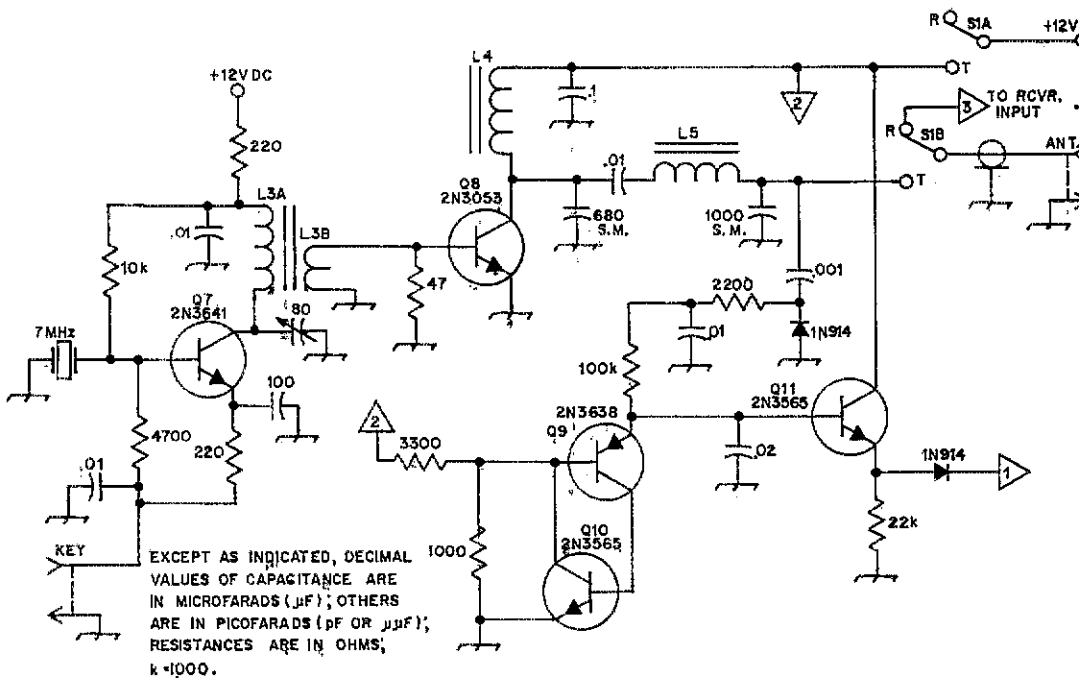 R
S1A
+12V
T
L4
+12V DC
.1
2
3
TO RCVR.
INPUT
R
S1B
ANT.
T
220
L5
L3A
Q8
2N3053
.01
.01
L3B
680
S.M.
1000
S.M.
10k
47
2200
.001
Q7
2N3641
80
.01
1N914
7MHz
100k
Q11
2N3565
100
2
2N3638
Q9
4700
3300
220
.02
1N914
1
.01
Q10
2N3565
22k
1000
KEY
EXCEPT AS INDICATED, DECIMAL
VALUES OF CAPACITANCE ARE
IN MICROFARADS (µF); OTHERS
ARE IN PICOFARADS (pF OR µµF);
RESISTANCES ARE IN OHMS;
k=1000.